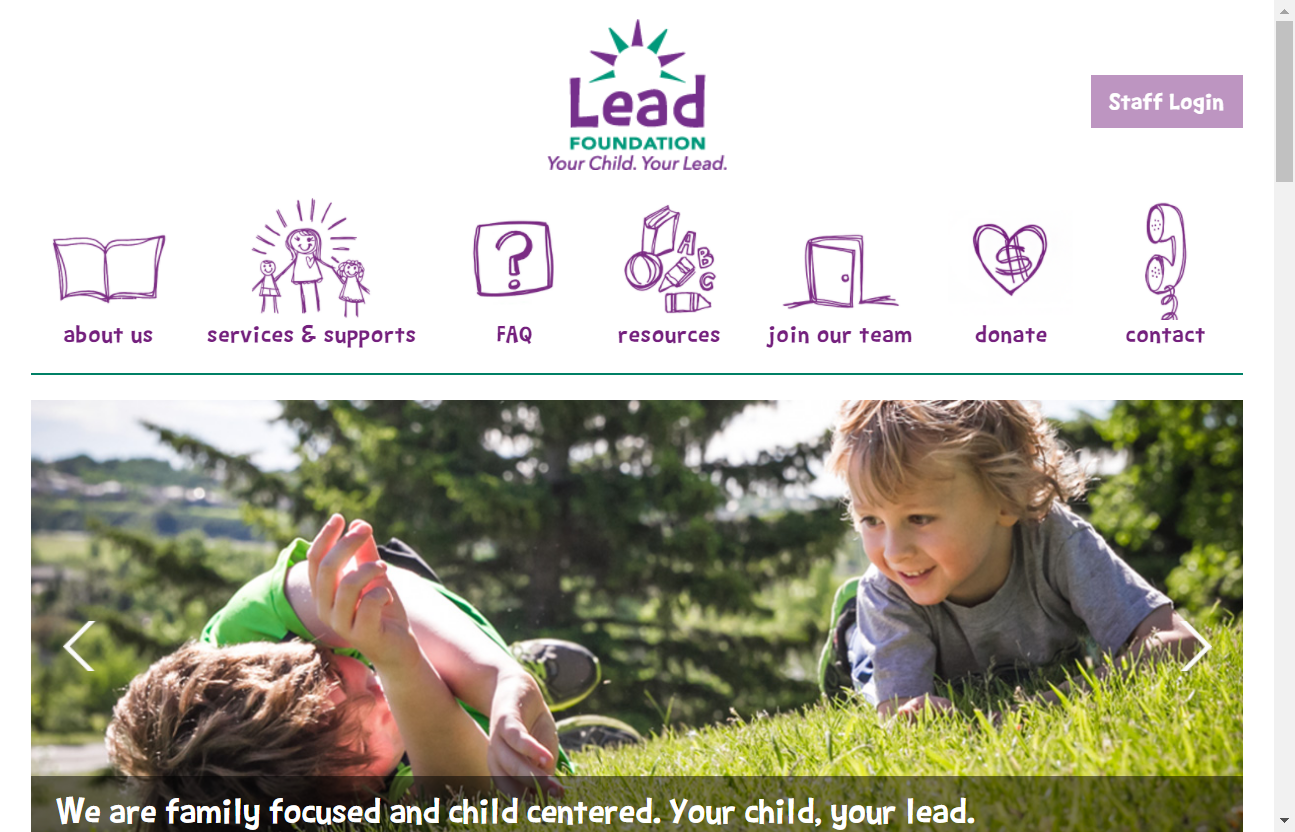 Lead
FOUNDATION
Your Child. Your Lead.
Staff Login
A
B
C
about us
services & supports
FAQ
resources
join our team
donate
contact
We are family focused and child centered. Your child, your lead.